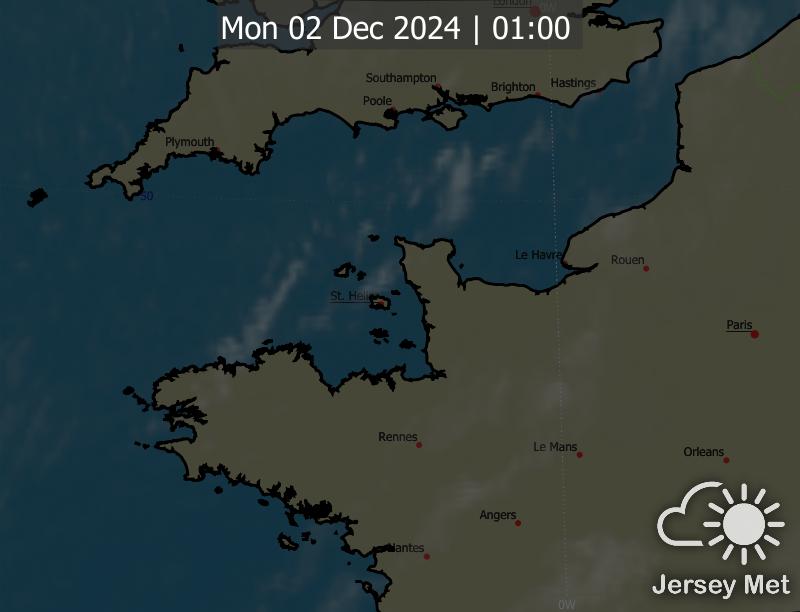 London
0W
Mon 02 Dec 2024 | 01:00
Southampton
Brighton
Hastings
Poole
Plymouth
50
Le Havre
Rouen
St. Helier
Paris
Rennes
Le Mans
Orleans
Angers
Nantes
Jersey Met
0W